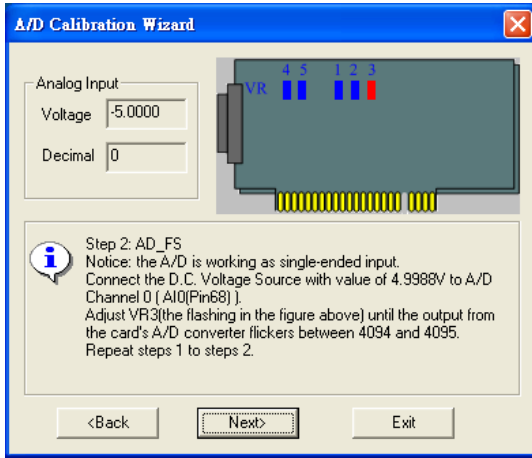 A/D Calibration Wizard
Analog Input
Voltage -5.0000
Decimal 0
4 5 1 2 3
VR
Step 2: AD_FS
Notice: the A/D is working as single-ended input.
Connect the D.C. Voltage Source with value of 4.9988V to A/D
Channel 0 ( AI0(Pin68) ).
Adjust VR3(the flashing in the figure above) until the output from
the card's A/D converter flickers between 4094 and 4095.
Repeat steps 1 to steps 2.
<Back Next> Exit